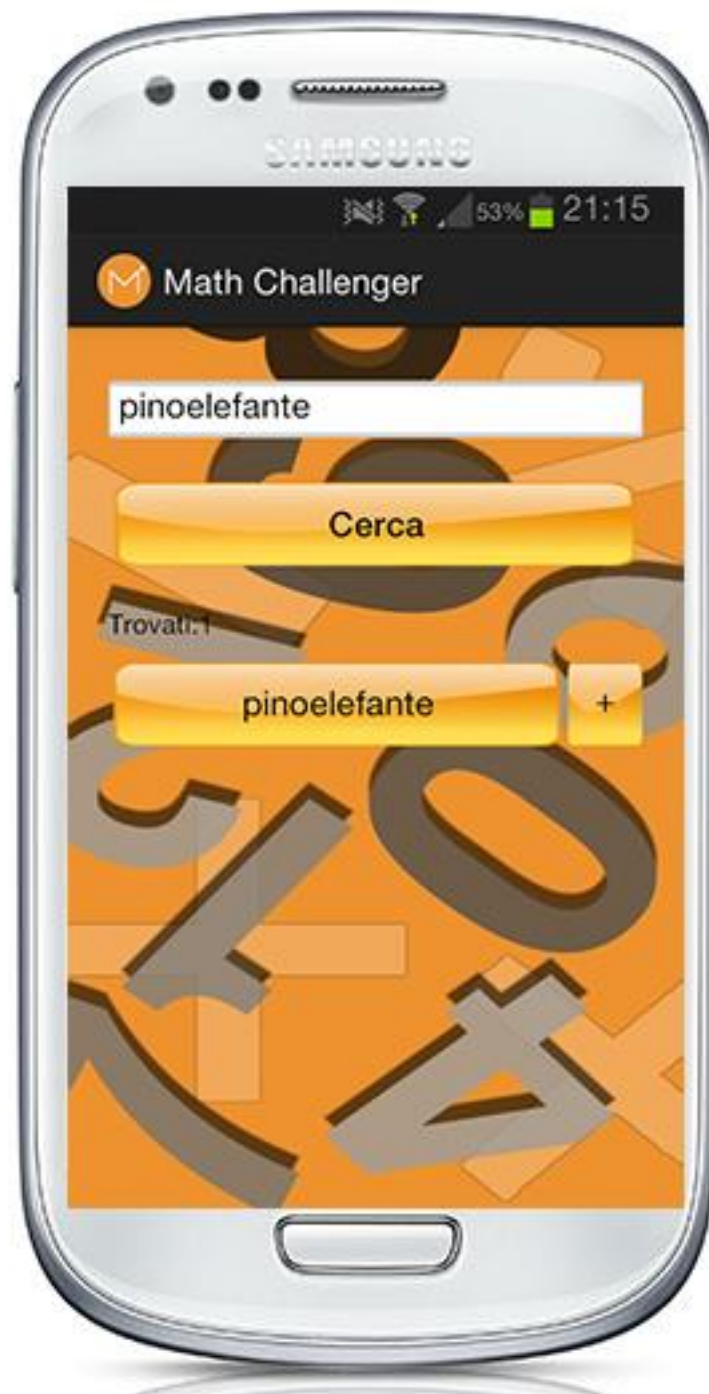 SAMSUNG
53% 21:15
Math Challenger
pinoelefante
Cerca
Trovati:1
pinoelefante +